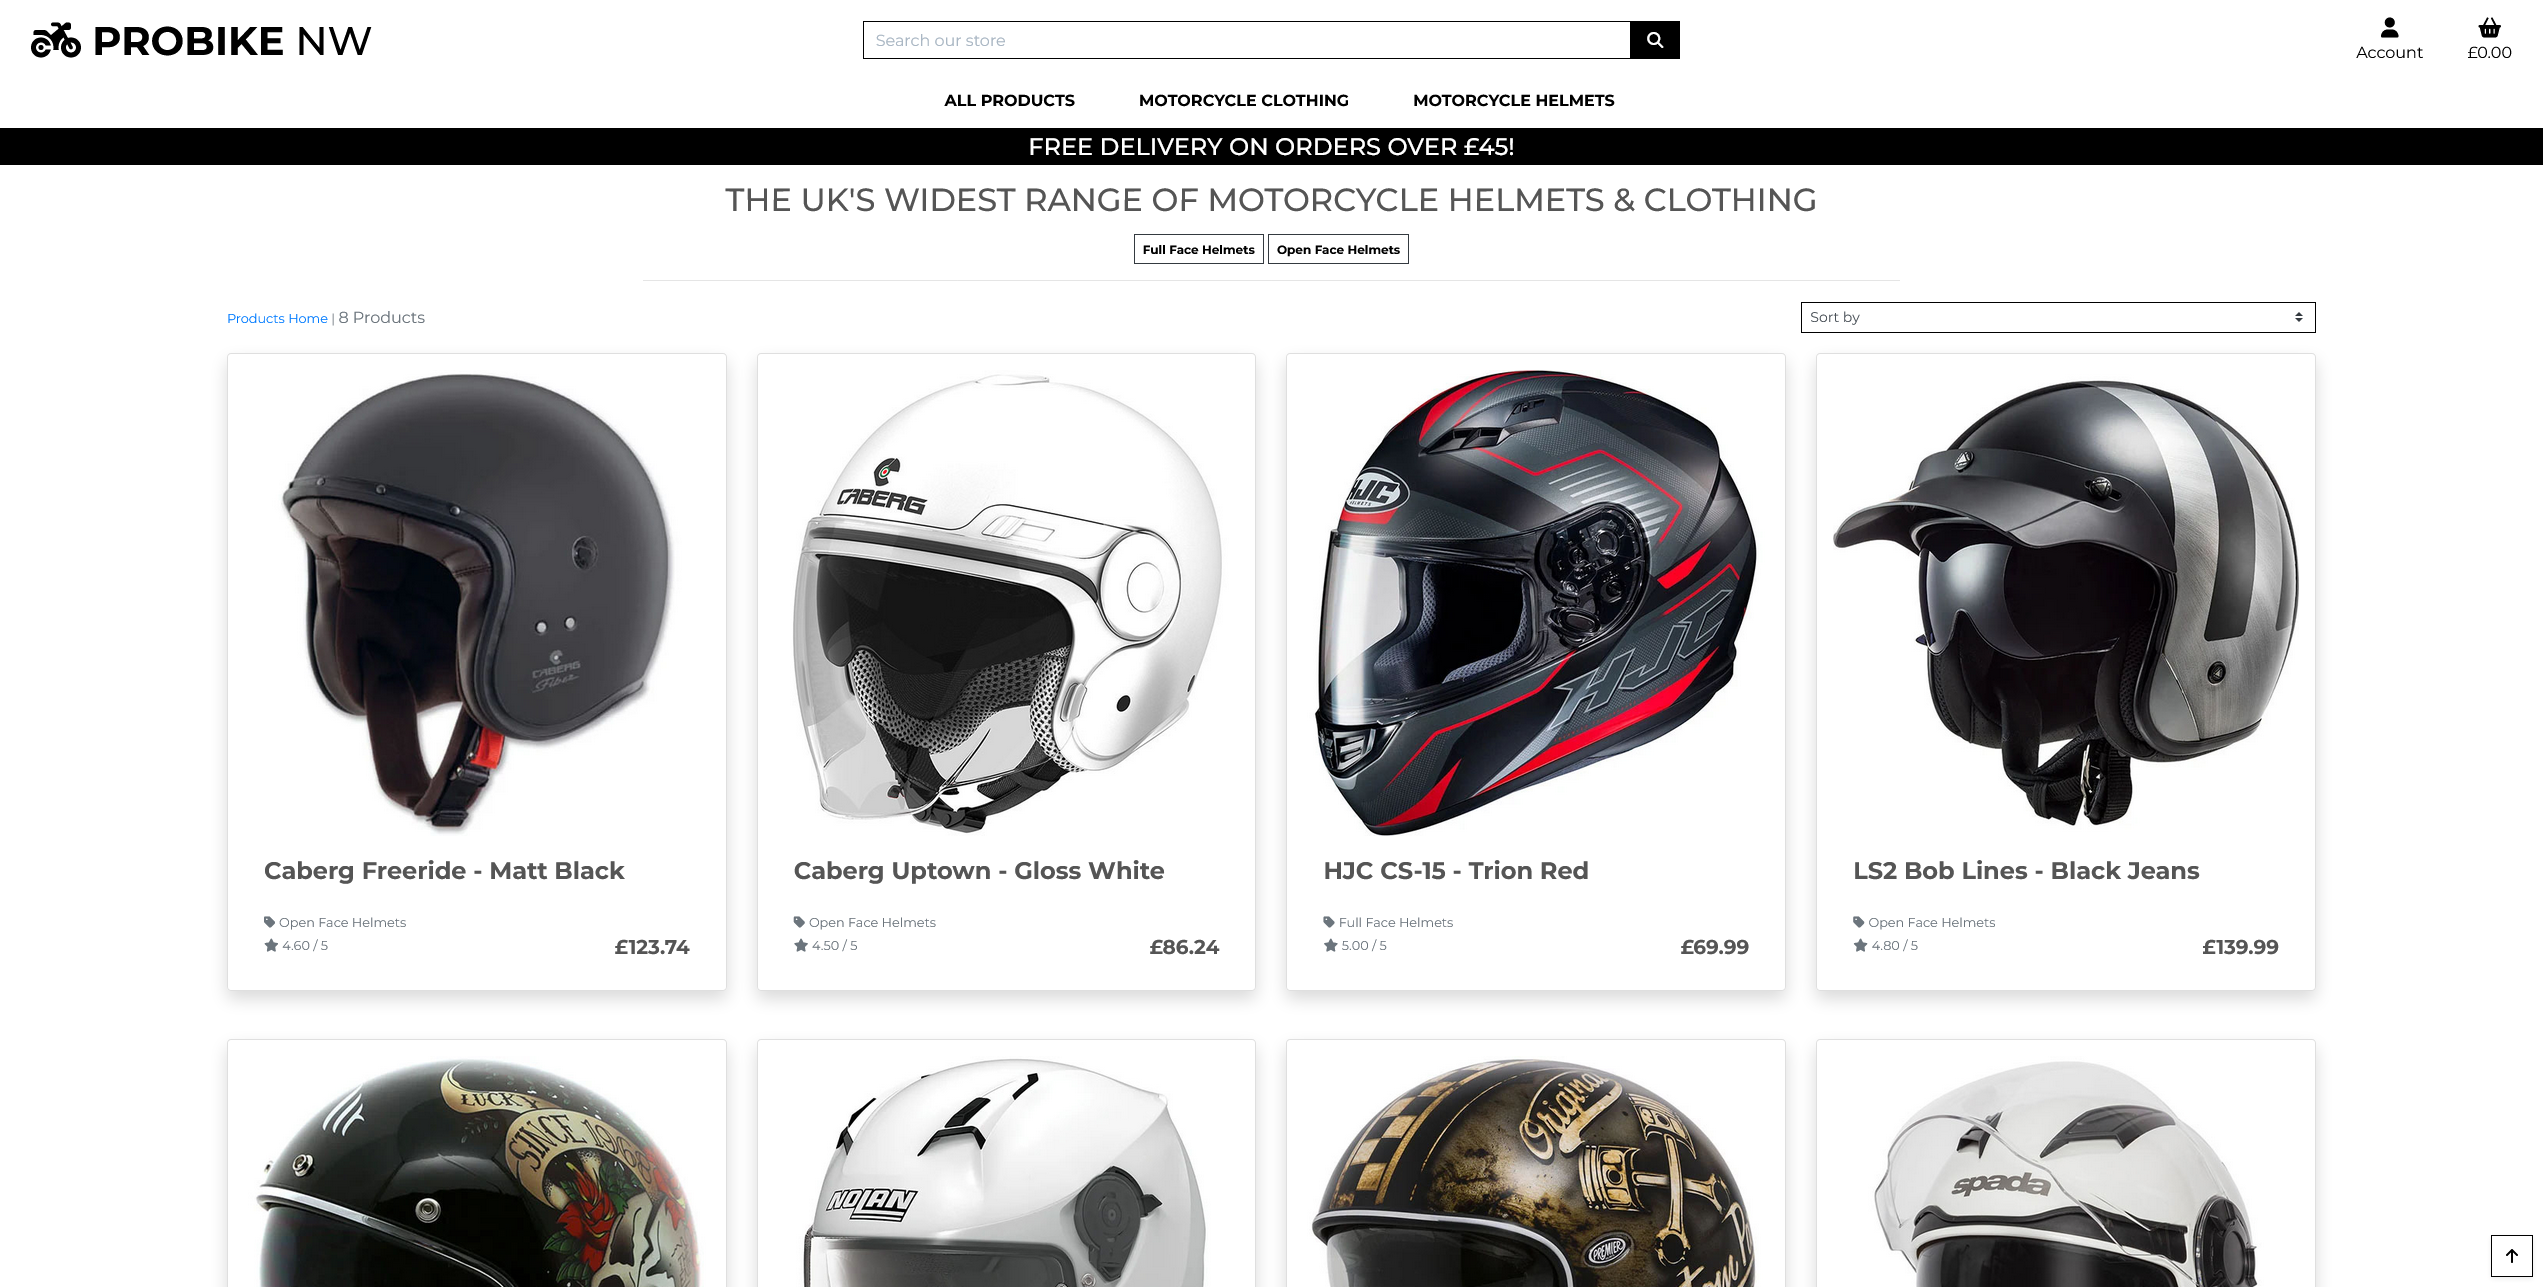 PROBIKE NW
Search our store
Account
£0.00
ALL PRODUCTS
MOTORCYCLE CLOTHING
MOTORCYCLE HELMETS
FREE DELIVERY ON ORDERS OVER £45!
THE UK'S WIDEST RANGE OF MOTORCYCLE HELMETS & CLOTHING
Full Face Helmets
Open Face Helmets
Products Home | 8 Products
Sort by
CABERG
Fiber
Caberg Freeride - Matt Black
Open Face Helmets
4.60 / 5
£123.74
CABERG
Caberg Uptown - Gloss White
Open Face Helmets
4.50 / 5
£86.24
HJC
HELMETS
HJC
HJC CS-15 - Trion Red
Full Face Helmets
5.00 / 5
£69.99
LS2 Bob Lines - Black Jeans
Open Face Helmets
4.80 / 5
£139.99
LUCKY
SINCE 1968
NOLAN
Original
PREMIER
spada